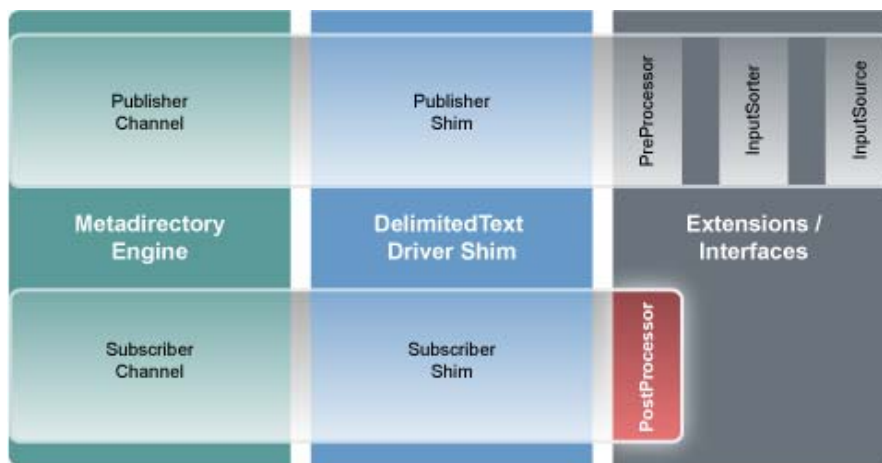 Publisher
Channel
Publisher
Shim
PreProcessor
InputSorter
InputSource
Metadirectory
Engine
DelimitedText
Driver Shim
Extensions /
Interfaces
Subscriber
Channel
Subscriber
Shim
PostProcessor